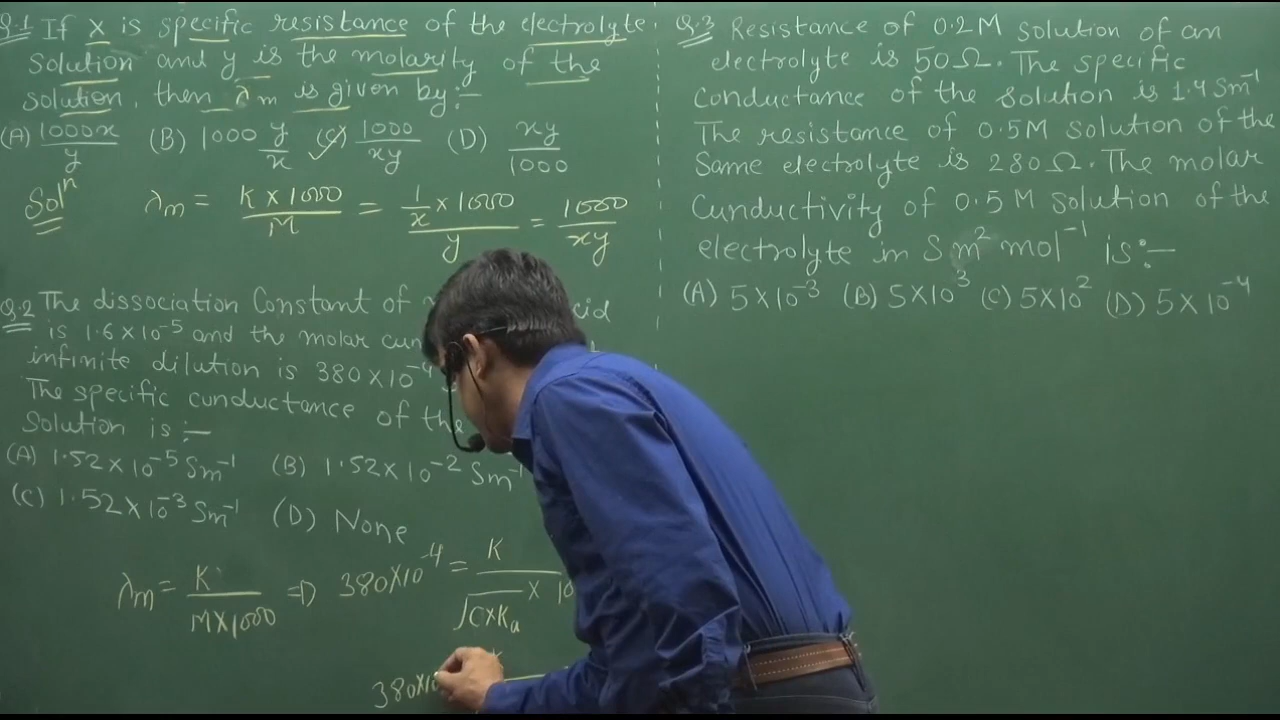 Q.1 If x is specific resistance of the electrolyte
solution and y is the molarity of the
solution, then λm is given by:-
(A) 1000x/y (B) 1000 y/x (C) 1000/xy (D) xy/1000
Solⁿ λm = K × 1000/M = 1/x × 1000/y = 1000/xy
Q.2 The dissociation Constant of
is 1.6×10⁻⁵ and the molar
infinite dilution is 380×10⁻⁴
The specific cunductance of the
Solution is :-
(A) 1.52×10⁻⁵ Sm⁻¹ (B) 1.52×10⁻² Sm⁻¹
(C) 1.52×10⁻³ Sm⁻¹ (D) None
λm = K/M×1000 ⇒ 380×10⁻⁴ = K/√C×Ka ×
Q.3 Resistance of 0.2M Solution of an
electrolyte is 50Ω. The specific
Conductance of the Solution is 1.4 Sm⁻¹
The resistance of 0.5M Solution of the
Same electrolyte is 280Ω. The molar
Cunductivity of 0.5M Solution of the
electrolyte in Sm² mol⁻¹ is :-
(A) 5×10⁻³ (B) 5×10³ (C) 5×10² (D) 5×10⁻⁴